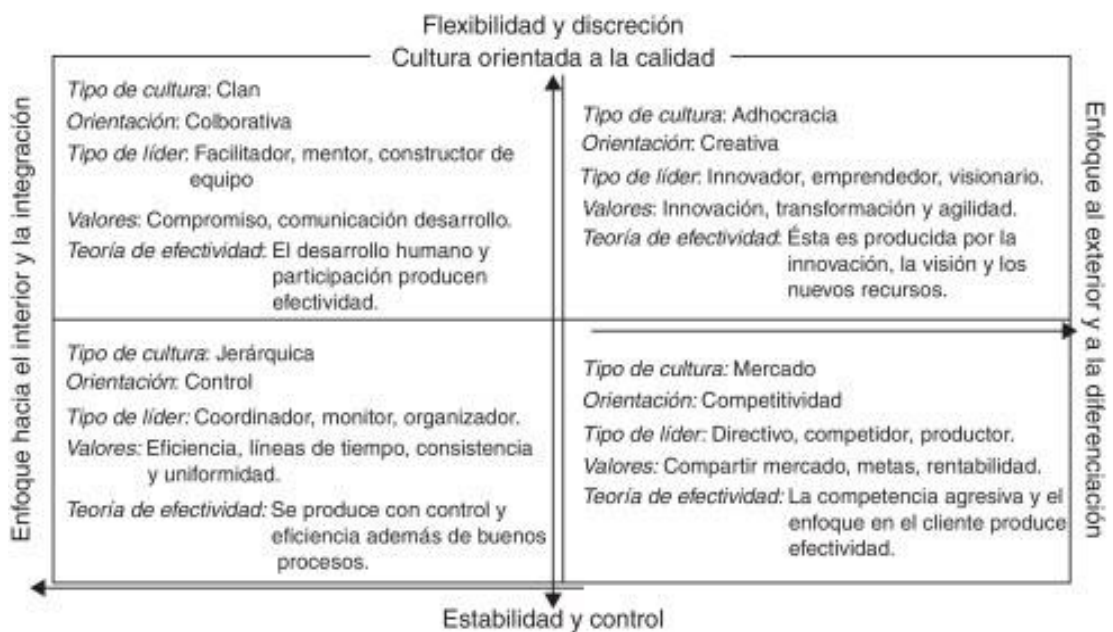 Flexibilidad y discreción
Cultura orientada a la calidad
Enfoque hacia el interior y la integración
Tipo de cultura: Clan
Orientación: Colborativa
Tipo de líder: Facilitador, mentor, constructor de
equipo
Valores: Compromiso, comunicación desarrollo.
Teoría de efectividad: El desarrollo humano y
participación producen
efectividad.
Tipo de cultura: Adhocracia
Orientación: Creativa
Tipo de líder: Innovador, emprendedor, visionario.
Valores: Innovación, transformación y agilidad.
Teoría de efectividad: Ésta es producida por la
innovación, la visión y los
nuevos recursos.
Enfoque al exterior y a la diferenciación
Tipo de cultura: Jerárquica
Orientación: Control
Tipo de líder: Coordinador, monitor, organizador.
Valores: Eficiencia, líneas de tiempo, consistencia
y uniformidad.
Teoría de efectividad: Se produce con control y
eficiencia además de buenos
procesos.
Tipo de cultura: Mercado
Orientación: Competitividad
Tipo de líder: Directivo, competidor, productor.
Valores: Compartir mercado, metas, rentabilidad.
Teoría de efectividad: La competencia agresiva y el
enfoque en el cliente produce
efectividad.
Estabilidad y control